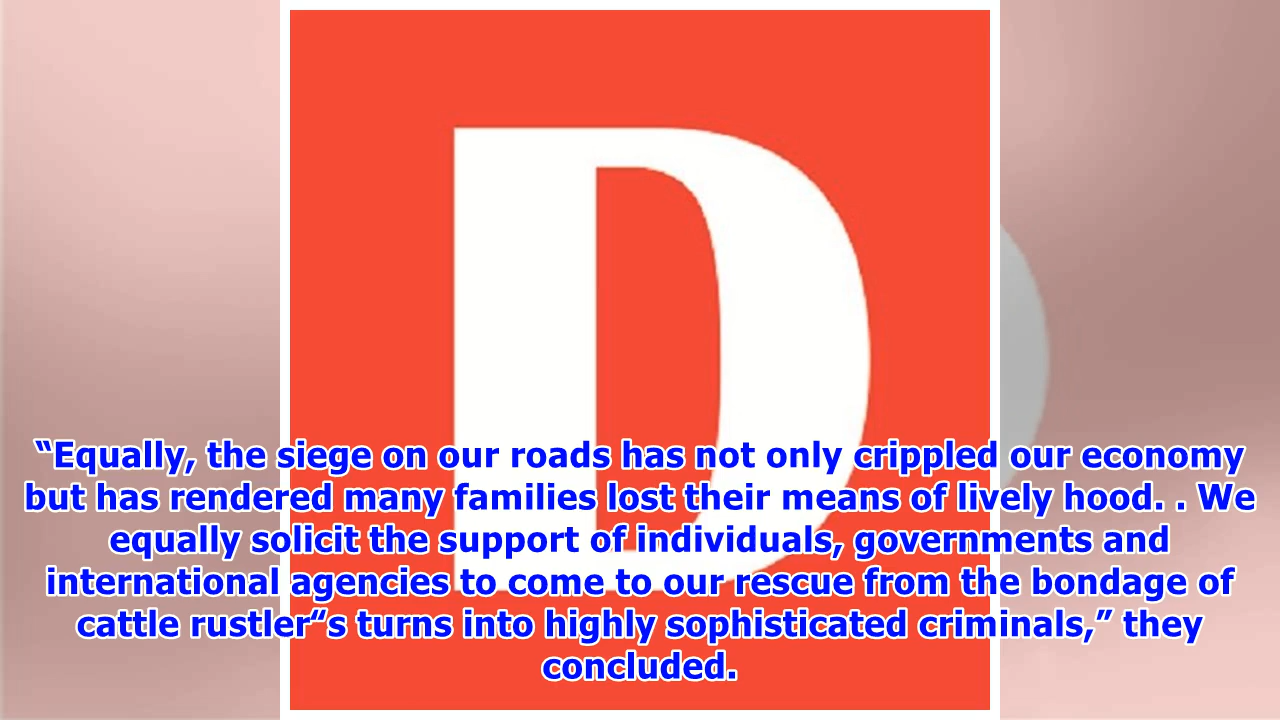 D
“Equally, the siege on our roads has not only crippled our economy
but has rendered many families lost their means of lively hood. . We
equally solicit the support of individuals, governments and
international agencies to come to our rescue from the bondage of
cattle rustler“s turns into highly sophisticated criminals,” they
concluded.